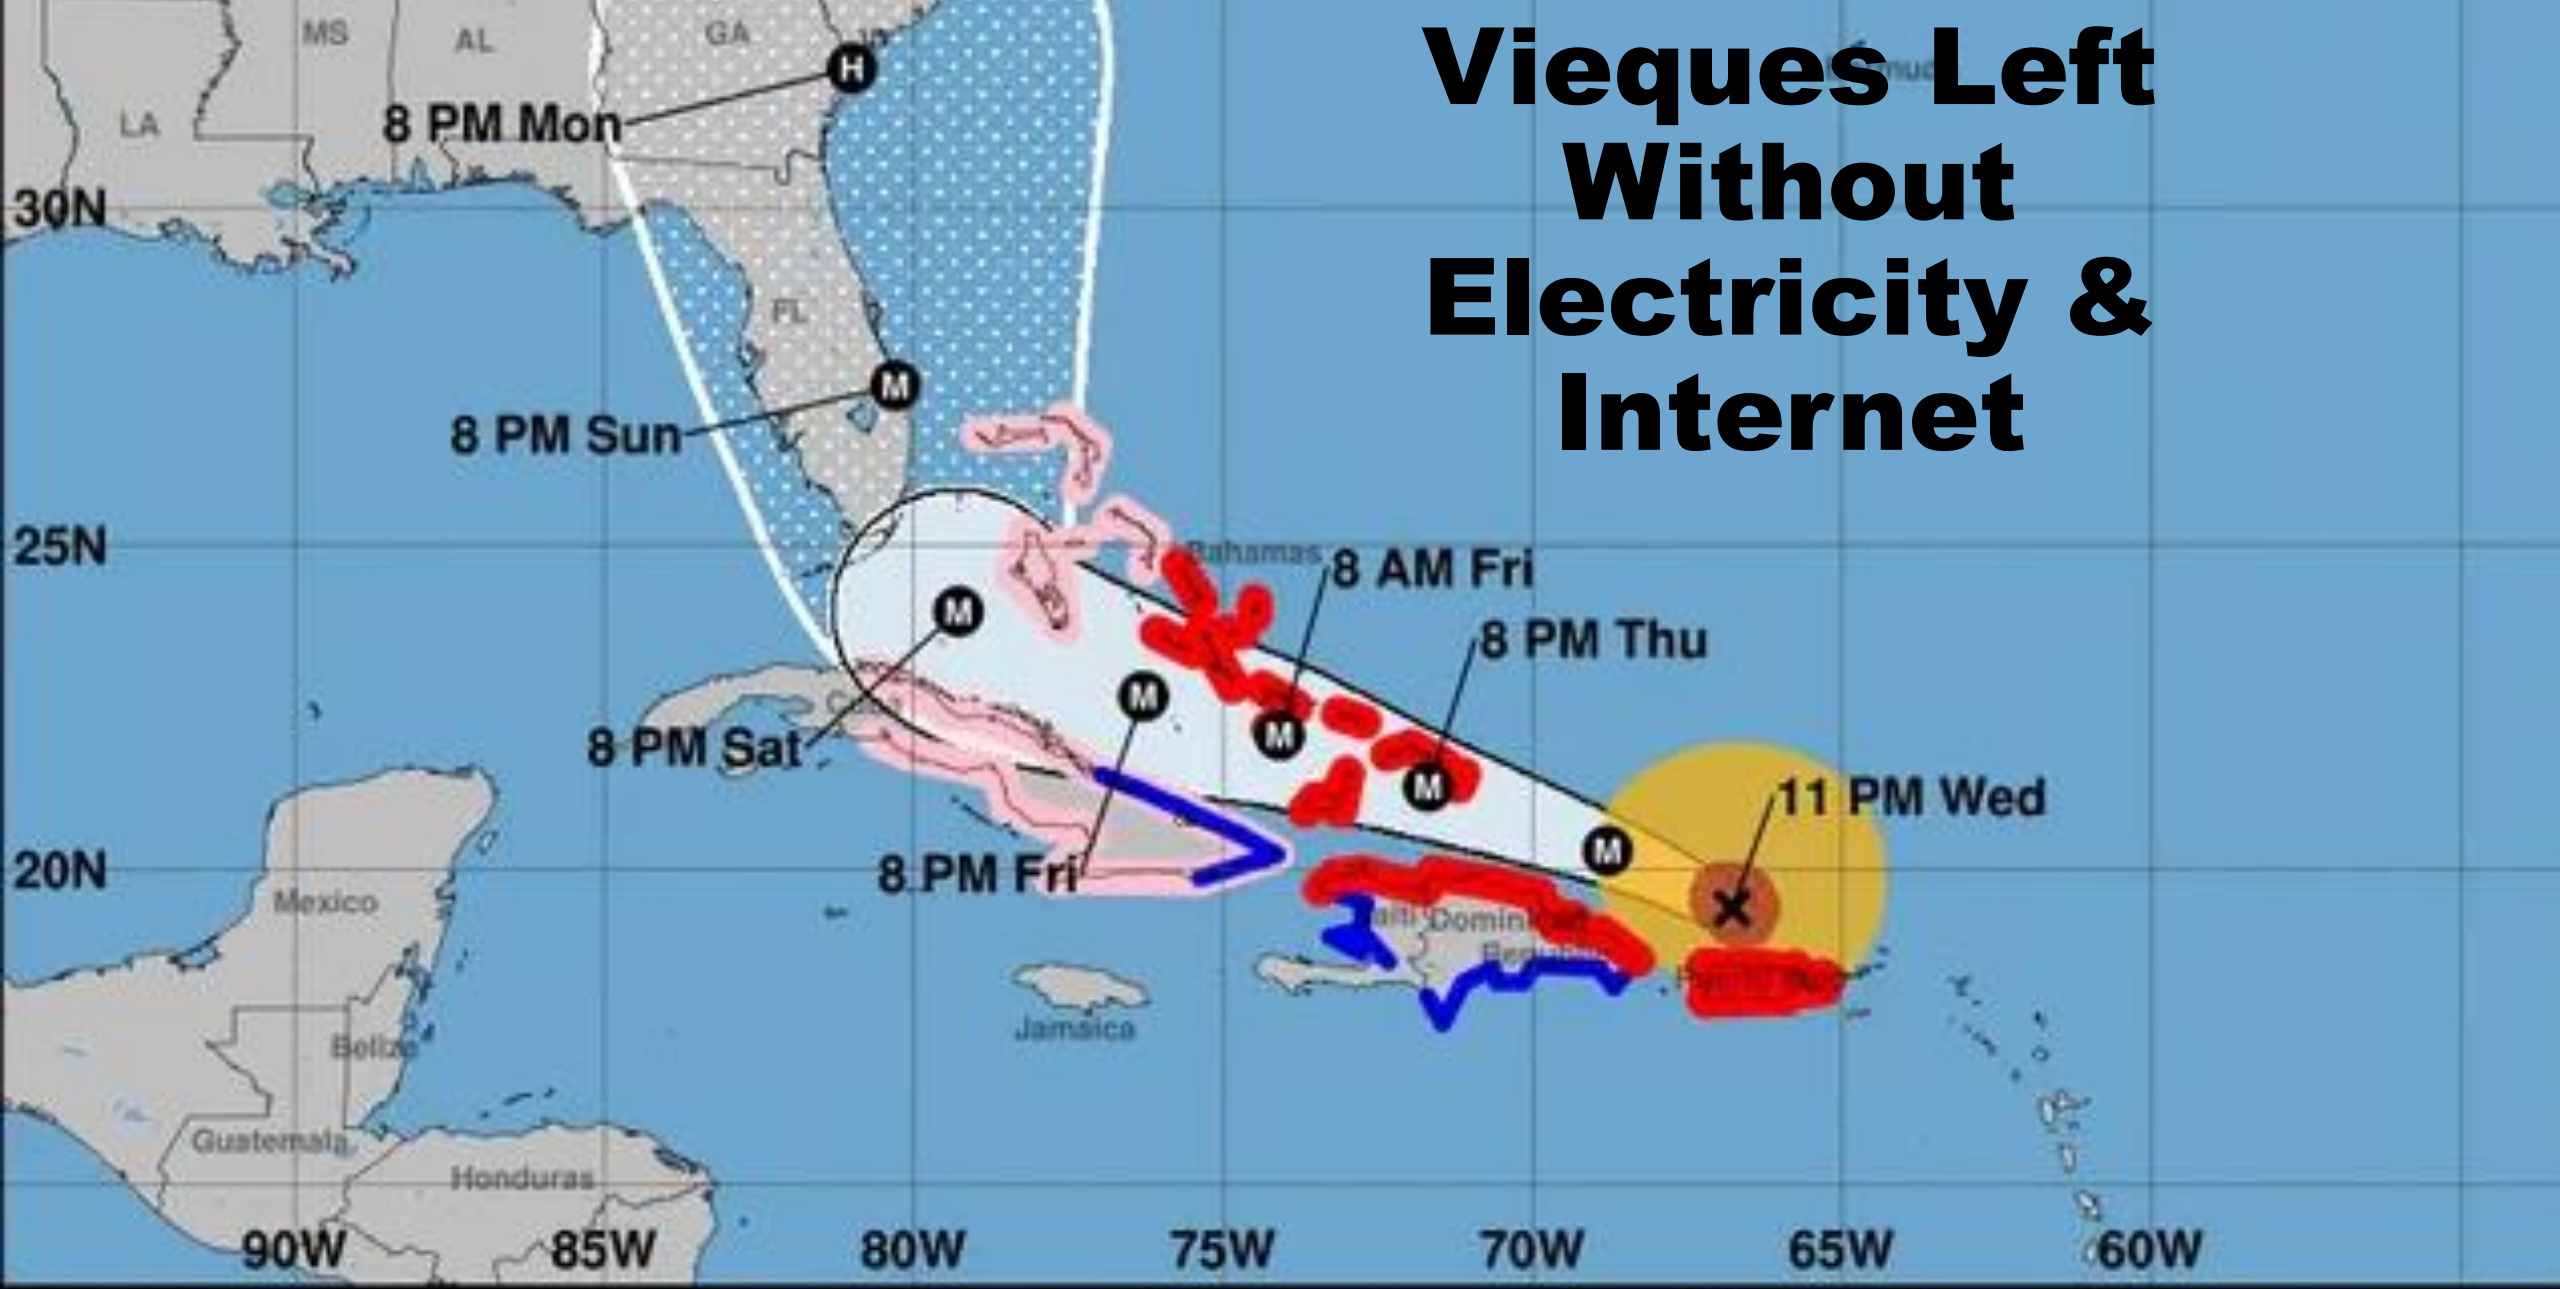 Vieques Left
Without
Electricity &
Internet
MS
AL
GA
LA
H
8 PM Mon
30N
FL
M
8 PM Sun
25N
Bahamas
8 AM Fri
M
8 PM Thu
M
M
8 PM Sat
M
M
11 PM Wed
M
8 PM Fri
20N
Mexico
Jamaica
Belize
Guatemala
Honduras
90W
85W
80W
75W
70W
65W
60W